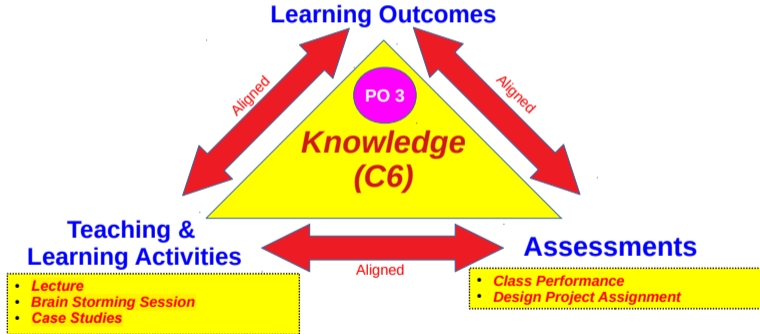 Learning Outcomes
Aligned
Aligned
PO 3
Knowledge
(C6)
Teaching &
Learning Activities
Aligned
Assessments
• Lecture
• Brain Storming Session
• Case Studies
• Class Performance
• Design Project Assignment